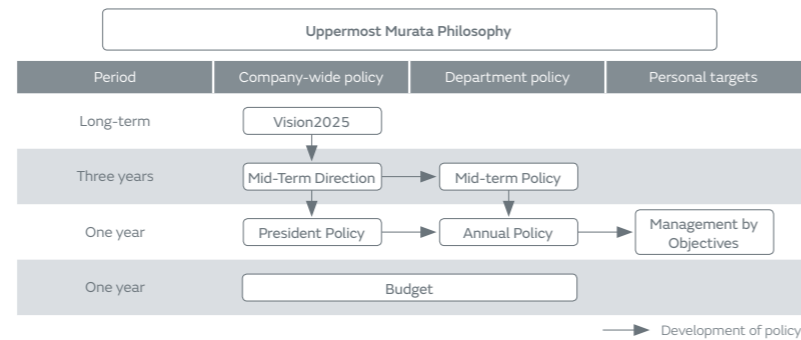 Uppermost Murata Philosophy
Period Company-wide policy Department policy Personal targets
Long-term Vision2025
Three years Mid-Term Direction Mid-term Policy
One year President Policy Annual Policy Management by
Objectives
One year Budget
Development of policy